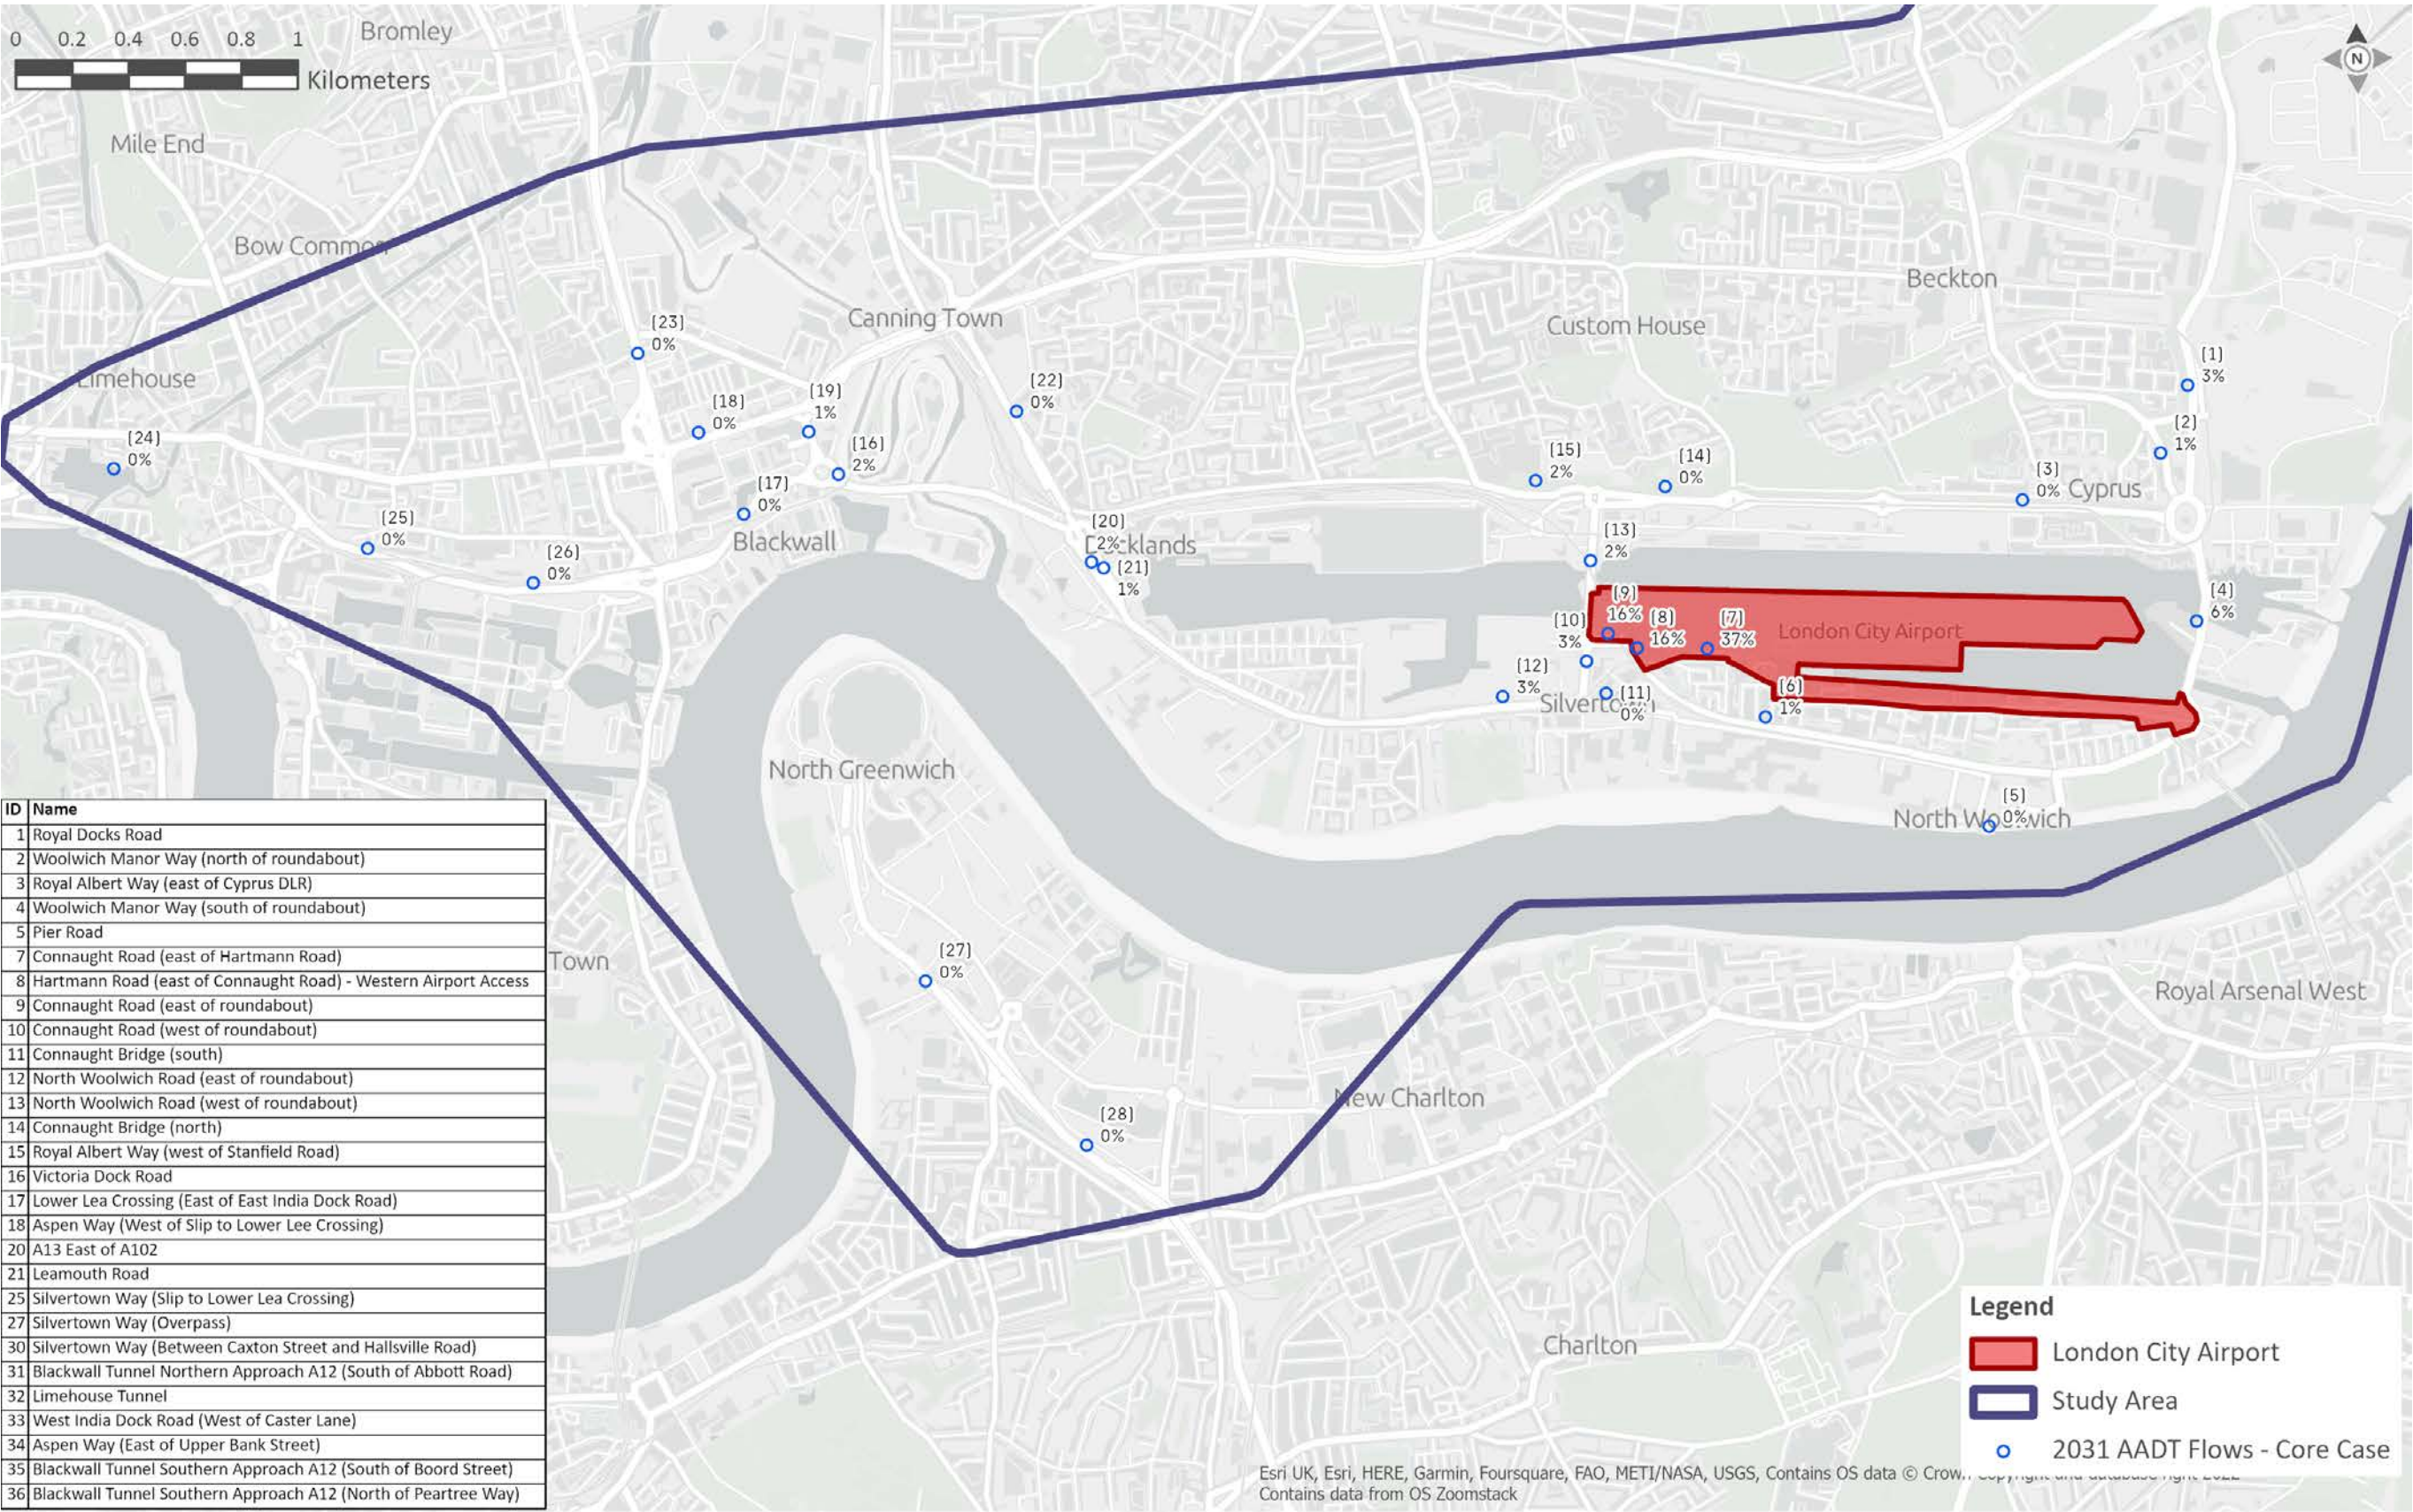 0 0.2 0.4 0.6 0.8 1
Kilometers
Bromley
N
Mile End
Bow Common
Beckton
Canning Town
Custom House
[23]
0%
[1]
3%
Limehouse
[22]
0%
[19]
1%
[18]
0%
[2]
1%
[24]
0%
[16]
2%
[15]
2%
[14]
0%
[3]
0%
Cyprus
[17]
0%
[25]
0%
[20]
2%
Docklands
[13]
2%
Blackwall
[26]
0%
[21]
1%
[9]
16%
[4]
6%
[10]
3%
[8]
16%
[7]
37%
London City Airport
[12]
3%
[11]
0%
Silvertown
[6]
1%
North Greenwich
[5]
0%
North Woolwich
[27]
0%
Town
Royal Arsenal West
New Charlton
[28]
0%
Charlton
ID Name
1 Royal Docks Road
2 Woolwich Manor Way (north of roundabout)
3 Royal Albert Way (east of Cyprus DLR)
4 Woolwich Manor Way (south of roundabout)
5 Pier Road
7 Connaught Road (east of Hartmann Road)
8 Hartmann Road (east of Connaught Road) - Western Airport Access
9 Connaught Road (east of roundabout)
10 Connaught Road (west of roundabout)
11 Connaught Bridge (south)
12 North Woolwich Road (east of roundabout)
13 North Woolwich Road (west of roundabout)
14 Connaught Bridge (north)
15 Royal Albert Way (west of Stanfield Road)
16 Victoria Dock Road
17 Lower Lea Crossing (East of East India Dock Road)
18 Aspen Way (West of Slip to Lower Lee Crossing)
20 A13 East of A102
21 Leamouth Road
25 Silvertown Way (Slip to Lower Lea Crossing)
27 Silvertown Way (Overpass)
30 Silvertown Way (Between Caxton Street and Hallsville Road)
31 Blackwall Tunnel Northern Approach A12 (South of Abbott Road)
32 Limehouse Tunnel
33 West India Dock Road (West of Caster Lane)
34 Aspen Way (East of Upper Bank Street)
35 Blackwall Tunnel Southern Approach A12 (South of Boord Street)
36 Blackwall Tunnel Southern Approach A12 (North of Peartree Way)
Legend
London City Airport
Study Area
2031 AADT Flows - Core Case
Esri UK, Esri, HERE, Garmin, Foursquare, FAO, METI/NASA, USGS, Contains OS data © Crown copyright and database right 2022
Contains data from OS Zoomstack